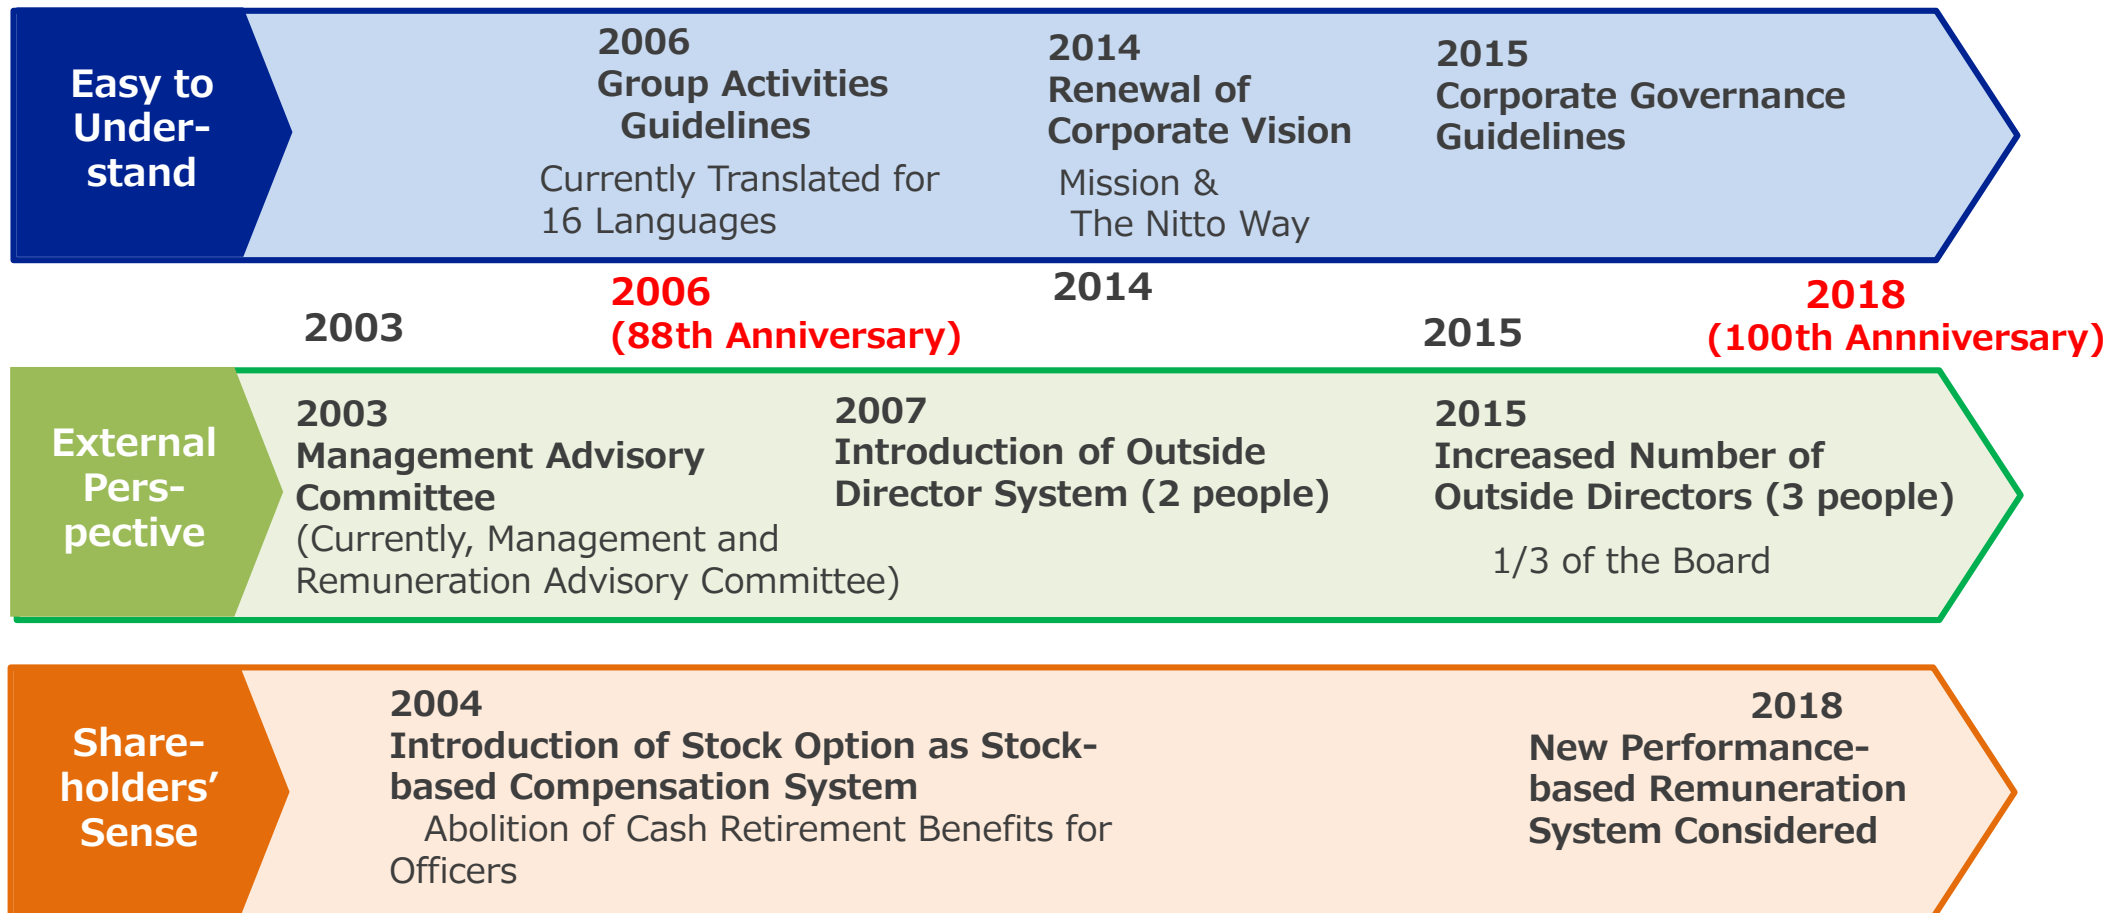 Easy to
Under-
stand
2006
Group Activities
Guidelines
Currently Translated for
16 Languages
2014
Renewal of
Corporate Vision
Mission &
The Nitto Way
2015
Corporate Governance
Guidelines
2003
2006
(88th Anniversary)
2014
2015
2018
(100th Annniversary)
External
Pers-
pective
2003
Management Advisory
Committee
(Currently, Management and
Remuneration Advisory Committee)
2007
Introduction of Outside
Director System (2 people)
2015
Increased Number of
Outside Directors (3 people)
1/3 of the Board
Share-
holders’
Sense
2004
Introduction of Stock Option as Stock-
based Compensation System
Abolition of Cash Retirement Benefits for
Officers
2018
New Performance-
based Remuneration
System Considered